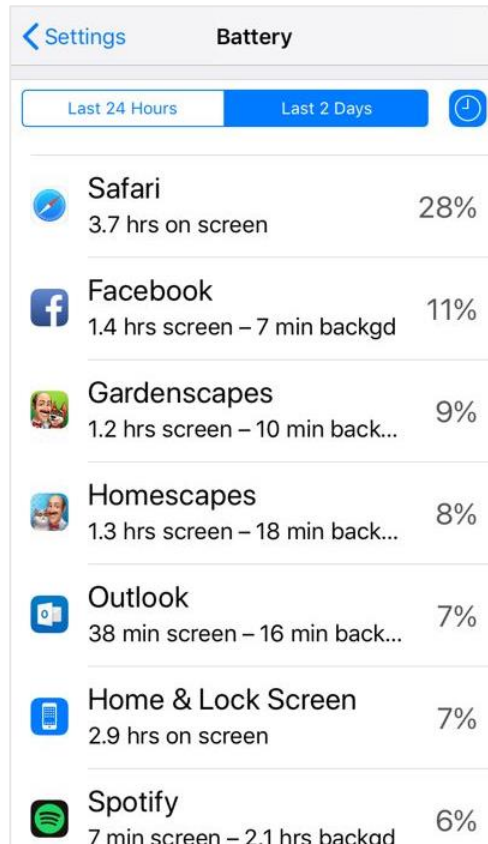 Settings Battery
Last 24 Hours Last 2 Days
Safari
3.7 hrs on screen 28%
Facebook
1.4 hrs screen – 7 min backgd 11%
Gardenscapes
1.2 hrs screen – 10 min back... 9%
Homescapes
1.3 hrs screen – 18 min back... 8%
Outlook
38 min screen – 16 min back... 7%
Home & Lock Screen
2.9 hrs on screen 7%
Spotify
7 min screen – 2.1 hrs backgd 6%